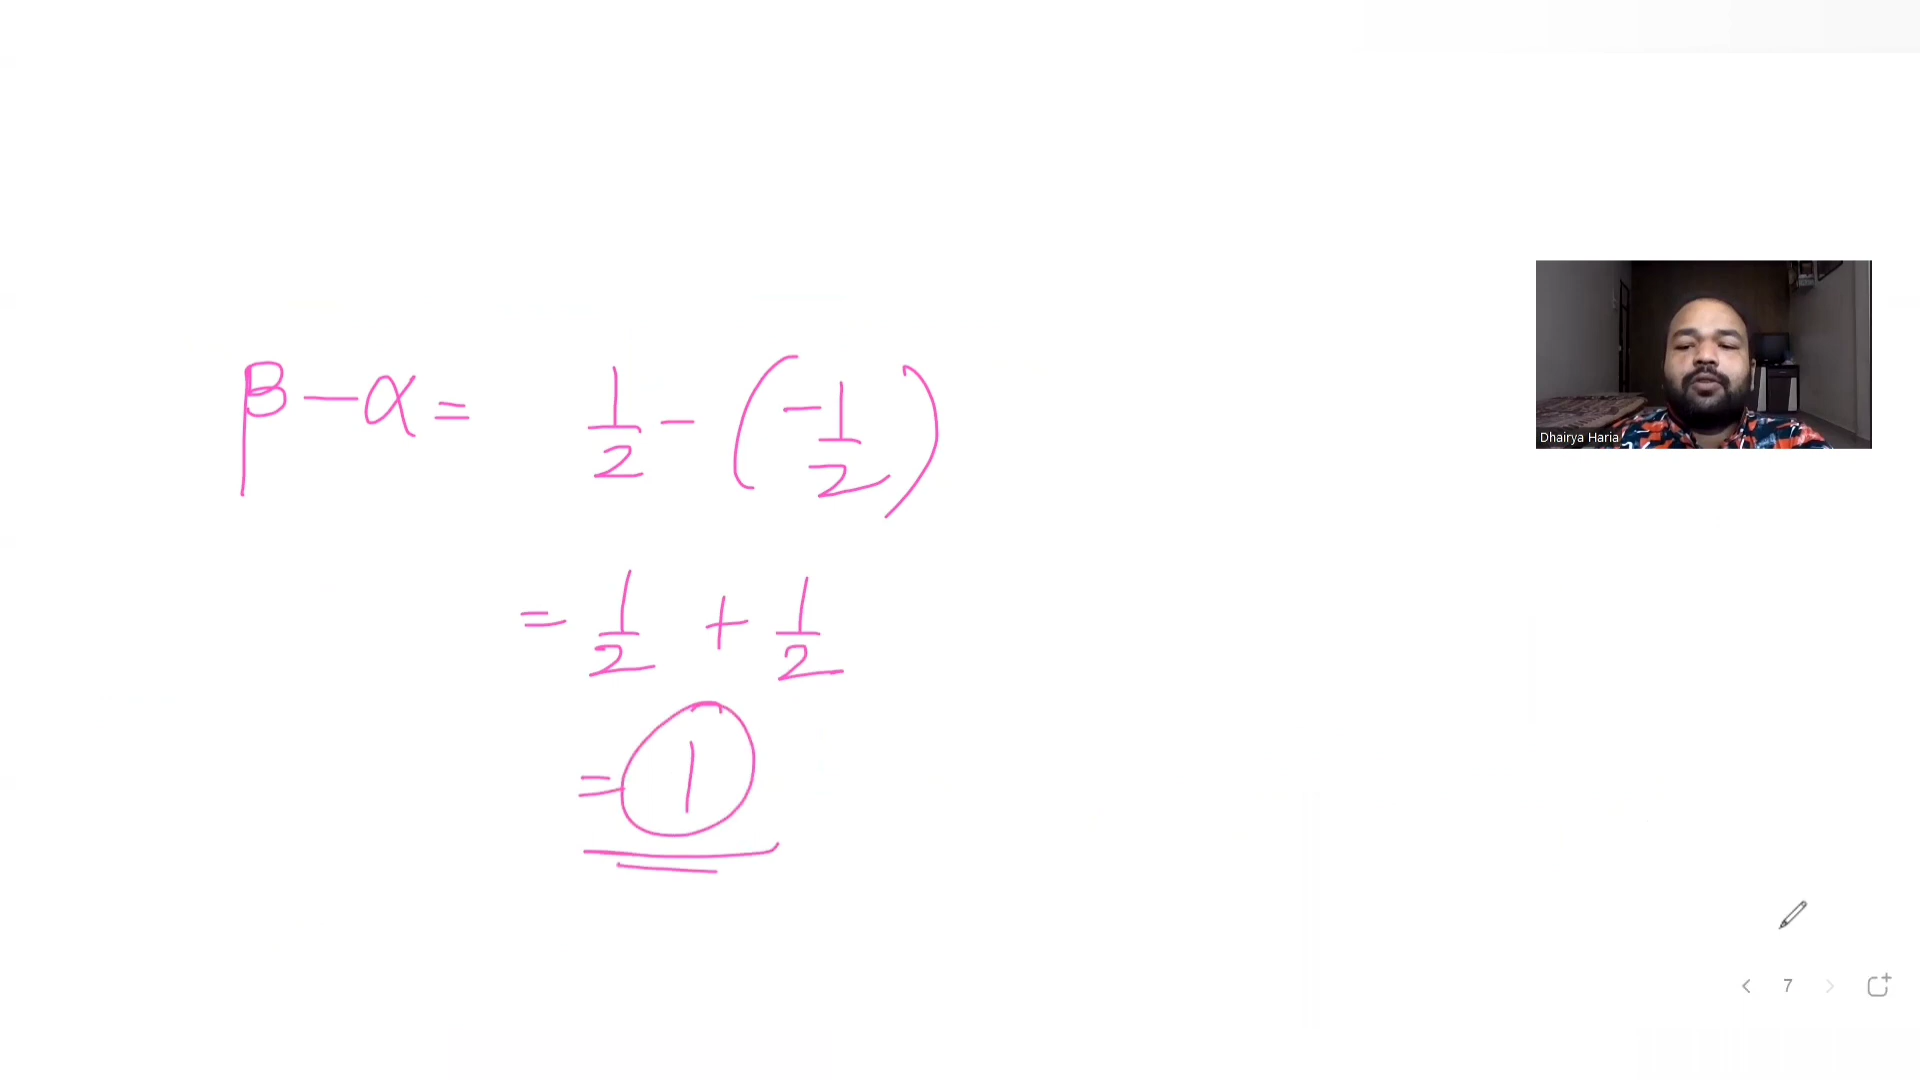 β - α = 1/2 - (-1/2)
= 1/2 + 1/2
= 1
Dhairya Haria
7